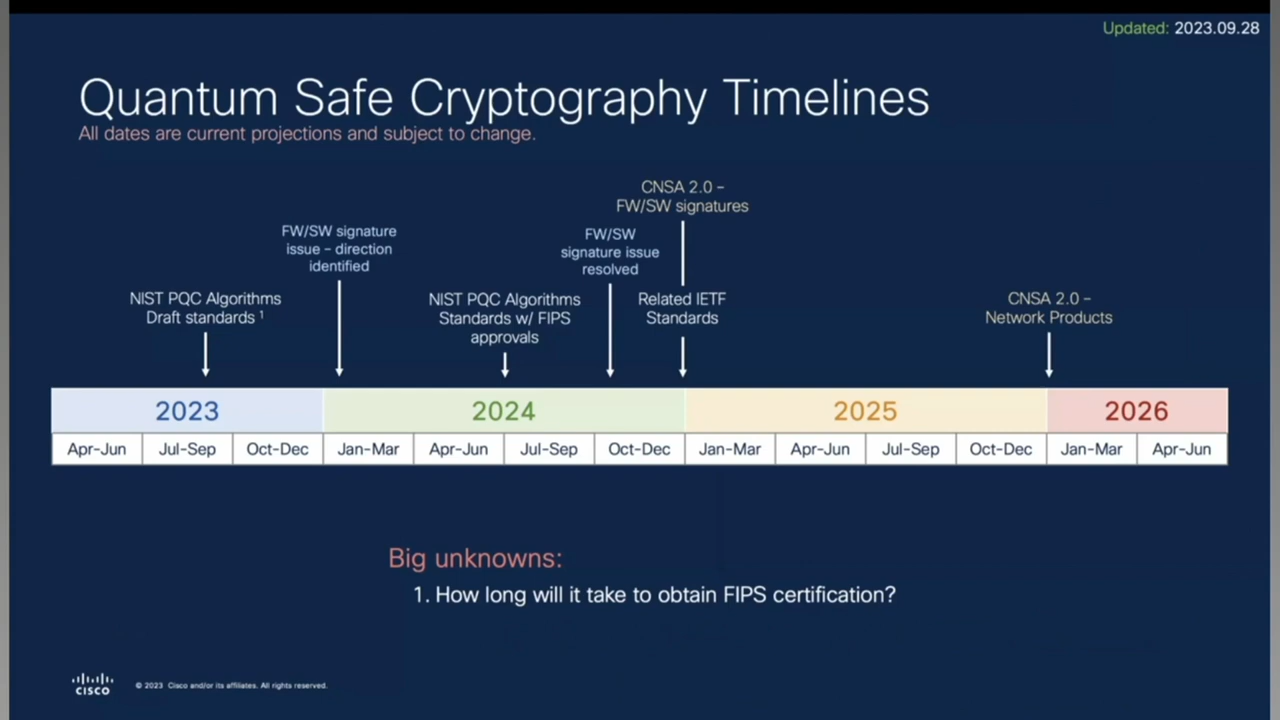 Updated: 2023.09.28
Quantum Safe Cryptography Timelines
All dates are current projections and subject to change.
CNSA 2.0 –
FW/SW signatures
FW/SW signature
issue – direction
identified
FW/SW
signature issue
resolved
NIST PQC Algorithms
Draft standards ¹
NIST PQC Algorithms
Standards w/ FIPS
approvals
Related IETF
Standards
CNSA 2.0 –
Network Products
2023 2024 2025 2026
Apr-Jun Jul-Sep Oct-Dec Jan-Mar Apr-Jun Jul-Sep Oct-Dec Jan-Mar Apr-Jun Jul-Sep Oct-Dec Jan-Mar Apr-Jun
Big unknowns:
1. How long will it take to obtain FIPS certification?
CISCO
© 2023 Cisco and/or its affiliates. All rights reserved.